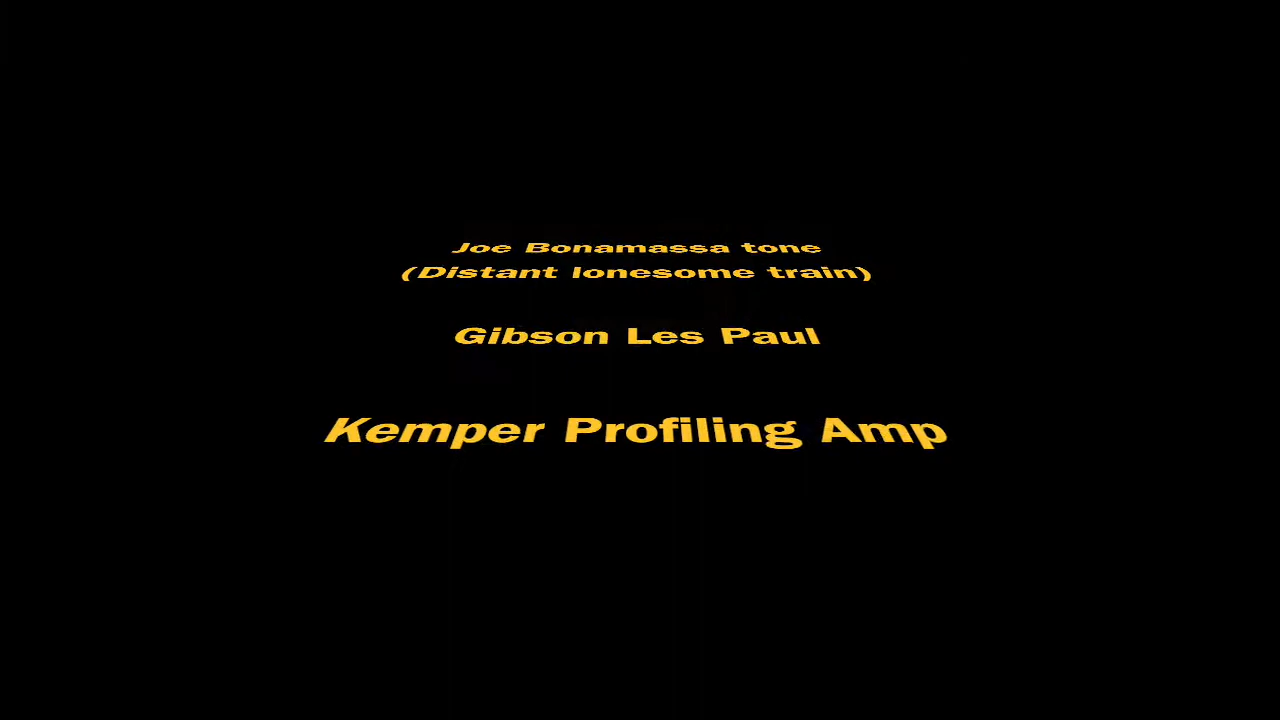 Joe Bonamassa tone
(Distant lonesome train)
Gibson Les Paul
Kemper Profiling Amp